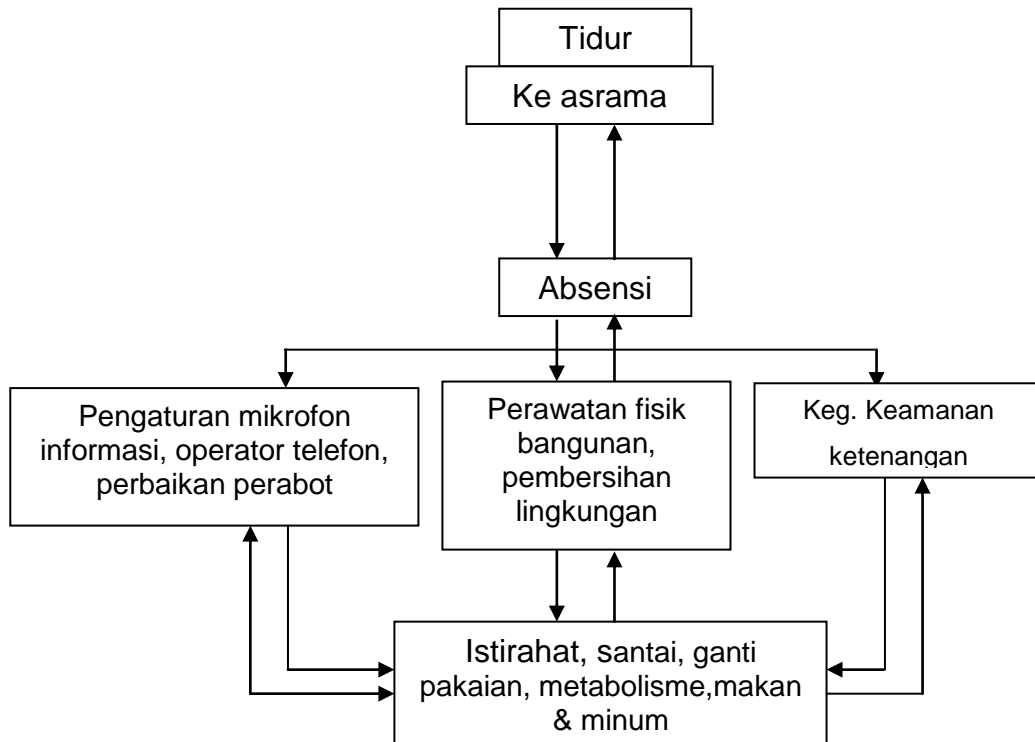 Tidur
Ke asrama
Absensi
Pengaturan mikrofon
informasi, operator telefon,
perbaikan perabot
Perawatan fisik
bangunan,
pembersihan
lingkungan
Keg. Keamanan
ketenangan
Istirahat, santai, ganti
pakaian, metabolisme,makan
& minum